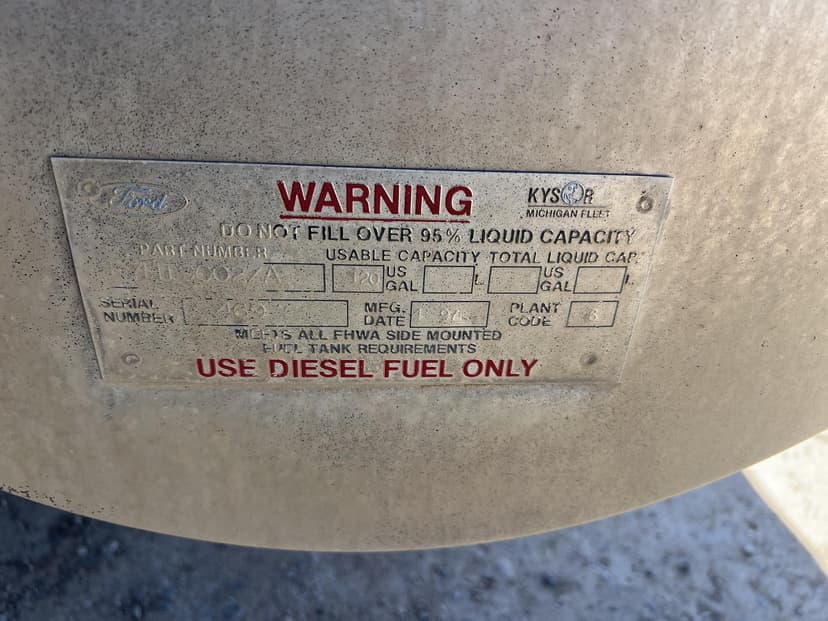 Ford
WARNING
KYSOR
MICHIGAN FLEET
DO NOT FILL OVER 95% LIQUID CAPACITY
PART NUMBER USABLE CAPACITY TOTAL LIQUID CAP.
120 US GAL L US GAL L
SERIAL NUMBER MFG. DATE PLANT CODE 6
MEETS ALL FHWA SIDE MOUNTED
FUEL TANK REQUIREMENTS
USE DIESEL FUEL ONLY